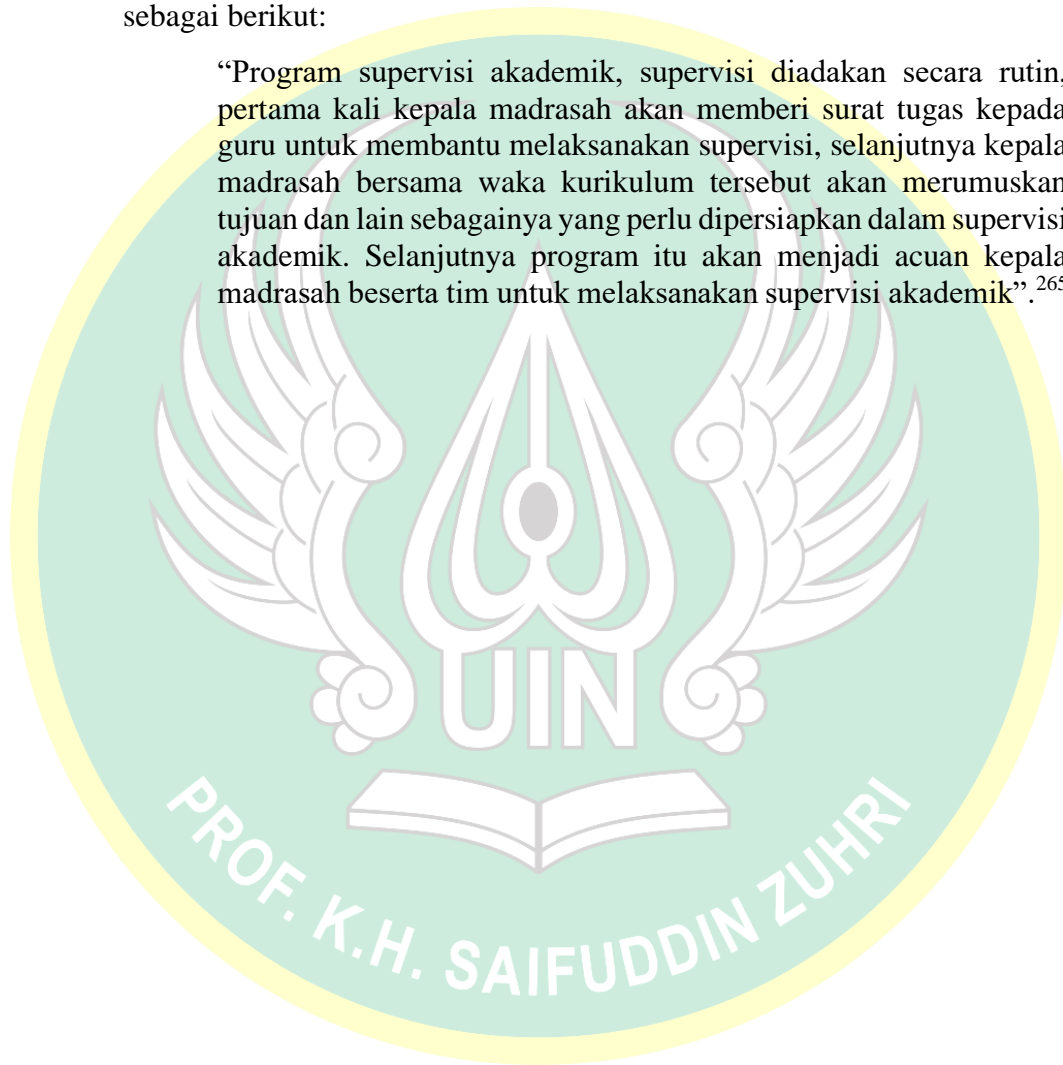 sebagai berikut:
“Program supervisi akademik, supervisi diadakan secara rutin,
pertama kali kepala madrasah akan memberi surat tugas kepada
guru untuk membantu melaksanakan supervisi, selanjutnya kepala
madrasah bersama waka kurikulum tersebut akan merumuskan
tujuan dan lain sebagainya yang perlu dipersiapkan dalam supervisi
akademik. Selanjutnya program itu akan menjadi acuan kepala
madrasah beserta tim untuk melaksanakan supervisi akademik”.265
UIN
PROF. K.H. SAIFUDDIN ZUHRI